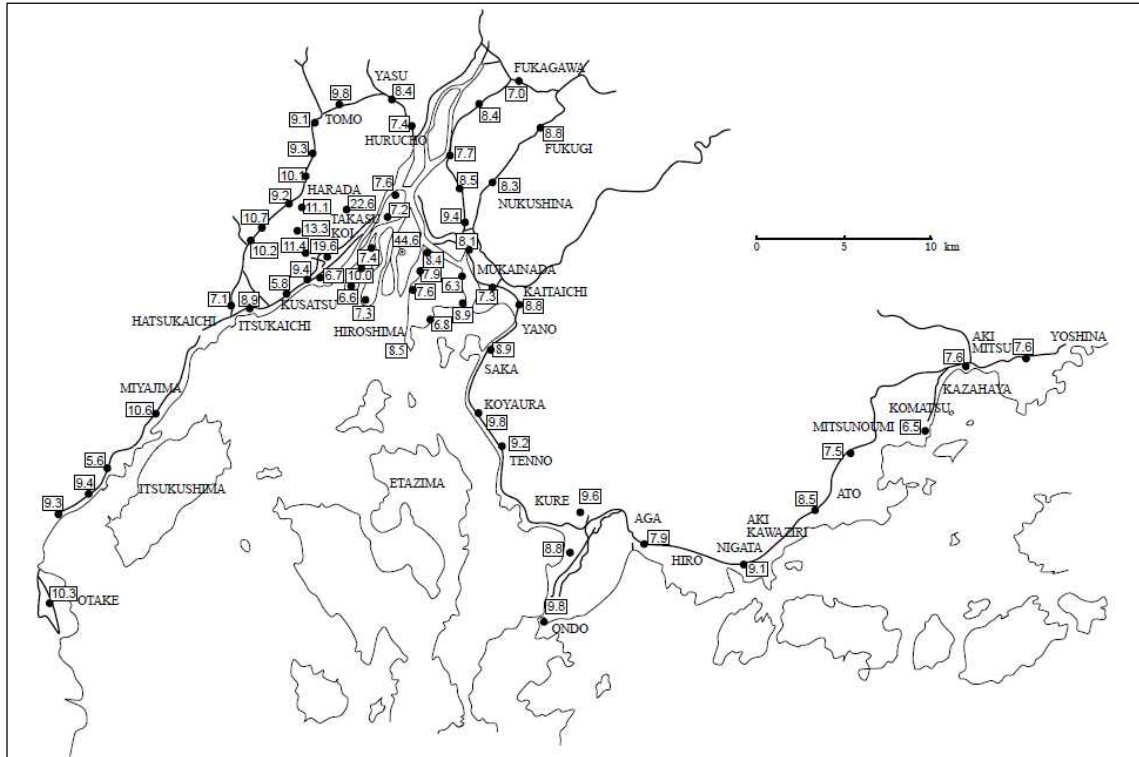 FUKAGAWA
7.0
YASU
8.4
9.8
TOMO
9.1
7.4
HURUCHO
8.4
8.8
FUKUGI
9.3
7.7
10.1
HARADA
7.6
8.5
8.3
NUKUSHINA
9.2
11.1
22.6
TAKASU
7.2
9.4
10.7
13.3
KOI
44.6
8.1
10.2
11.4
19.6
7.4
8.4
MUKAINADA
9.4
6.7
10.0
7.9
6.3
7.3
KAITAICHI
5.8
KUSATSU
6.6
7.6
8.8
7.1
8.9
7.3
8.9
HATSUKAICHI
ITSUKAICHI
HIROSHIMA
6.8
YANO
8.5
8.9
SAKA
0 5 10 km
AKI
MITSU
YOSHINA
7.6
7.6
KAZAHAYA
MIYAJIMA
10.6
KOYAURA
9.8
KOMATSU
6.5
MITSUNOUMI
9.2
TENNO
7.5
5.6
9.4
9.3
ITSUKUSHIMA
ETAZIMA
KURE
9.6
8.5
ATO
AGA
7.9
HIRO
AKI
KAWAZIRI
NIGATA
9.1
8.8
10.3
OTAKE
9.8
ONDO